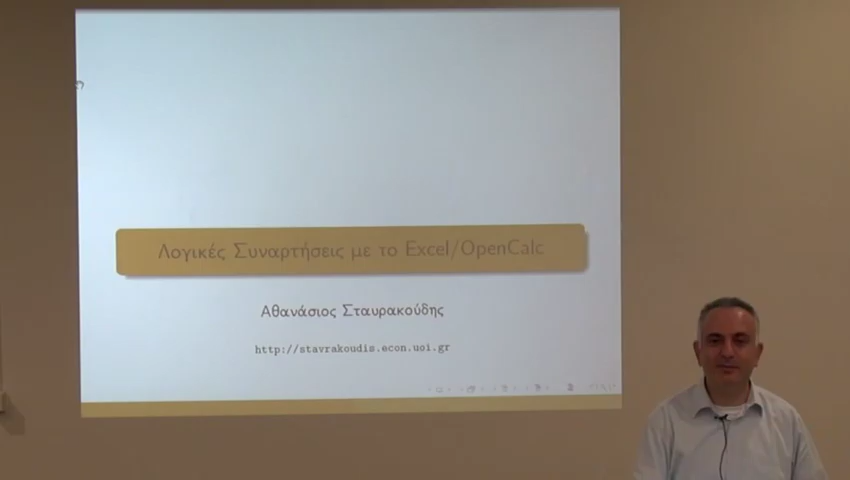 Λογικές Συναρτήσεις με το Excel/OpenCalc
Αθανάσιος Σταυρακούδης
http://stavrakoudis.econ.uoi.gr